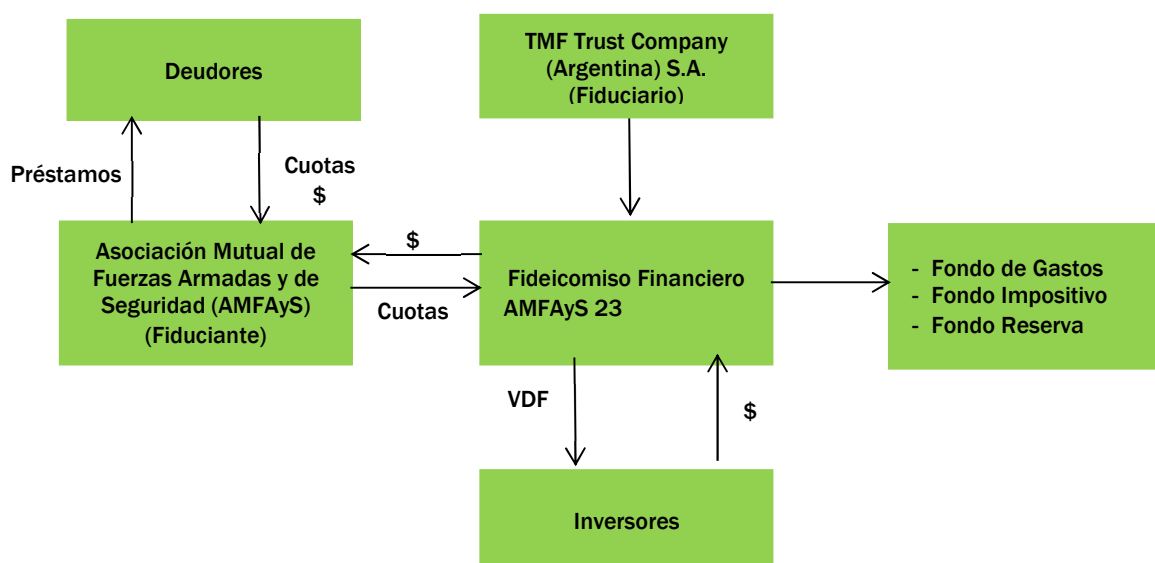 Deudores
TMF Trust Company
(Argentina) S.A.
(Fiduciario)
Préstamos
Cuotas
$
Asociación Mutual de
Fuerzas Armadas y de
Seguridad (AMFAyS)
(Fiduciante)
$
Cuotas
Fideicomiso Financiero
AMFAyS 23
- Fondo de Gastos
- Fondo Impositivo
- Fondo Reserva
VDF
$
Inversores